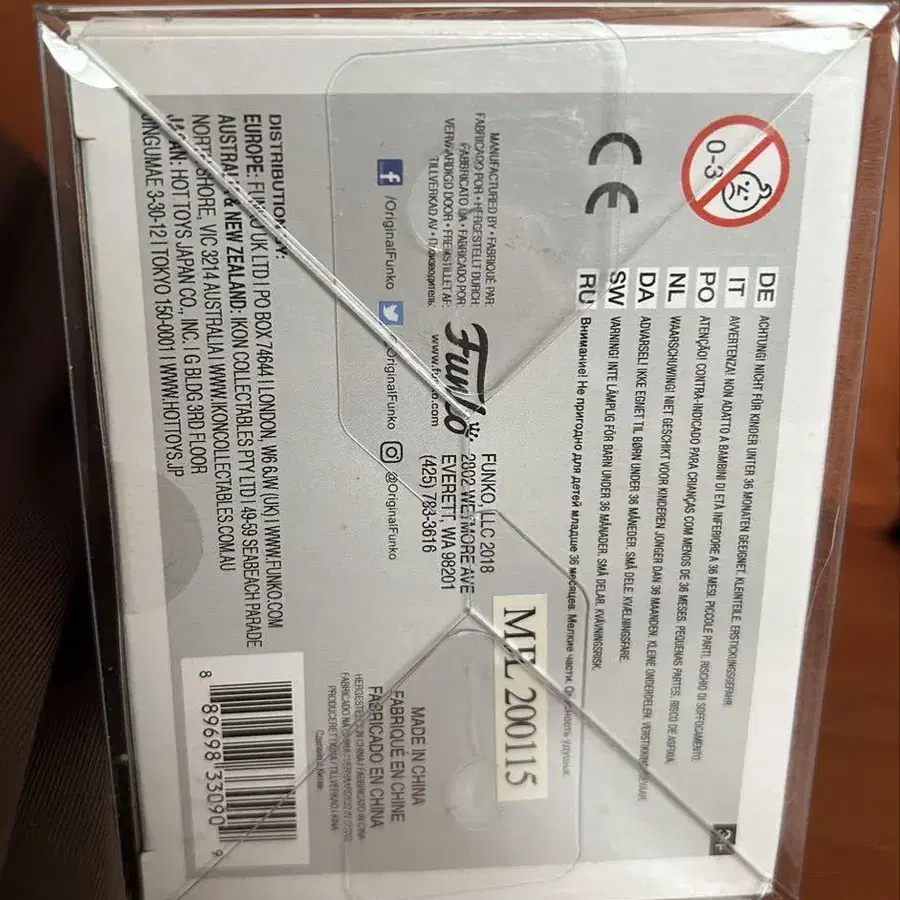 0-3
CE
DE ACHTUNG! NICHT FÜR KINDER UNTER 36 MONATEN GEEIGNET. KLEINTEILE. ERSTICKUNGSGEFAHR.
IT AVVERTENZA! NON ADATTO A BAMBINI DI ETÀ INFERIORE A 36 MESI. PICCOLE PARTI. RISCHIO DI SOFFOCAMENTO.
PO ATENÇÃO! CONTRA-INDICADO PARA CRIANÇAS COM MENOS DE 36 MESES. PEQUENAS PARTES. RISCO DE ASFIXIA.
NL WAARSCHUWING! NIET GESCHIKT VOOR KINDEREN JONGER DAN 36 MAANDEN. KLEINE ONDERDELEN.
DA ADVARSEL! IKKE EGNET TIL BØRN UNDER 36 MÅNEDER. SMÅ DELE. KVÆLNINGSFARE.
SW VARNING! INTE LÄMPLIG FÖR BARN UNDER 36 MÅNADER. SMÅ DELAR. KVÄVNINGSRISK.
RU Внимание! Не пригодно для детей младше 36 месяцев. Мелкие части.
MANUFACTURED BY • FABRIQUÉ PAR:
FABRICADO POR • HERGESTELLT DURCH:
FABBRICATO DA • FABRICADO POR:
VERVAARDIGD DOOR • FREMSTILLET AF:
TILLVERKAD AV • Производитель:
Funko
www.funko.com
FUNKO, LLC 2018
2802 WETMORE AVE
EVERETT, WA 98201
(425) 783-3616
MPL 200115
/OriginalFunko @OriginalFunko @OriginalFunko
MADE IN CHINA
FABRIQUÉ EN CHINE
FABRICADO EN CHINA
DISTRIBUTION BY:
EUROPE: FUNKO UK LTD | PO BOX 74644 | LONDON, W6 6JW (UK) | WWW.FUNKO.COM
AUSTRALIA & NEW ZEALAND: IKON COLLECTABLES PTY LTD | 49-59 SEABEACH PARADE
NORTH SHORE, VIC 3214 AUSTRALIA | WWW.IKONCOLLECTABLES.COM.AU
JAPAN: HOT TOYS JAPAN CO., INC. | G BLDG 3RD FLOOR
JINGUMAE 3-30-12 | TOKYO 150-0001 | WWW.HOTTOYS.JP
8 89698 33090 9